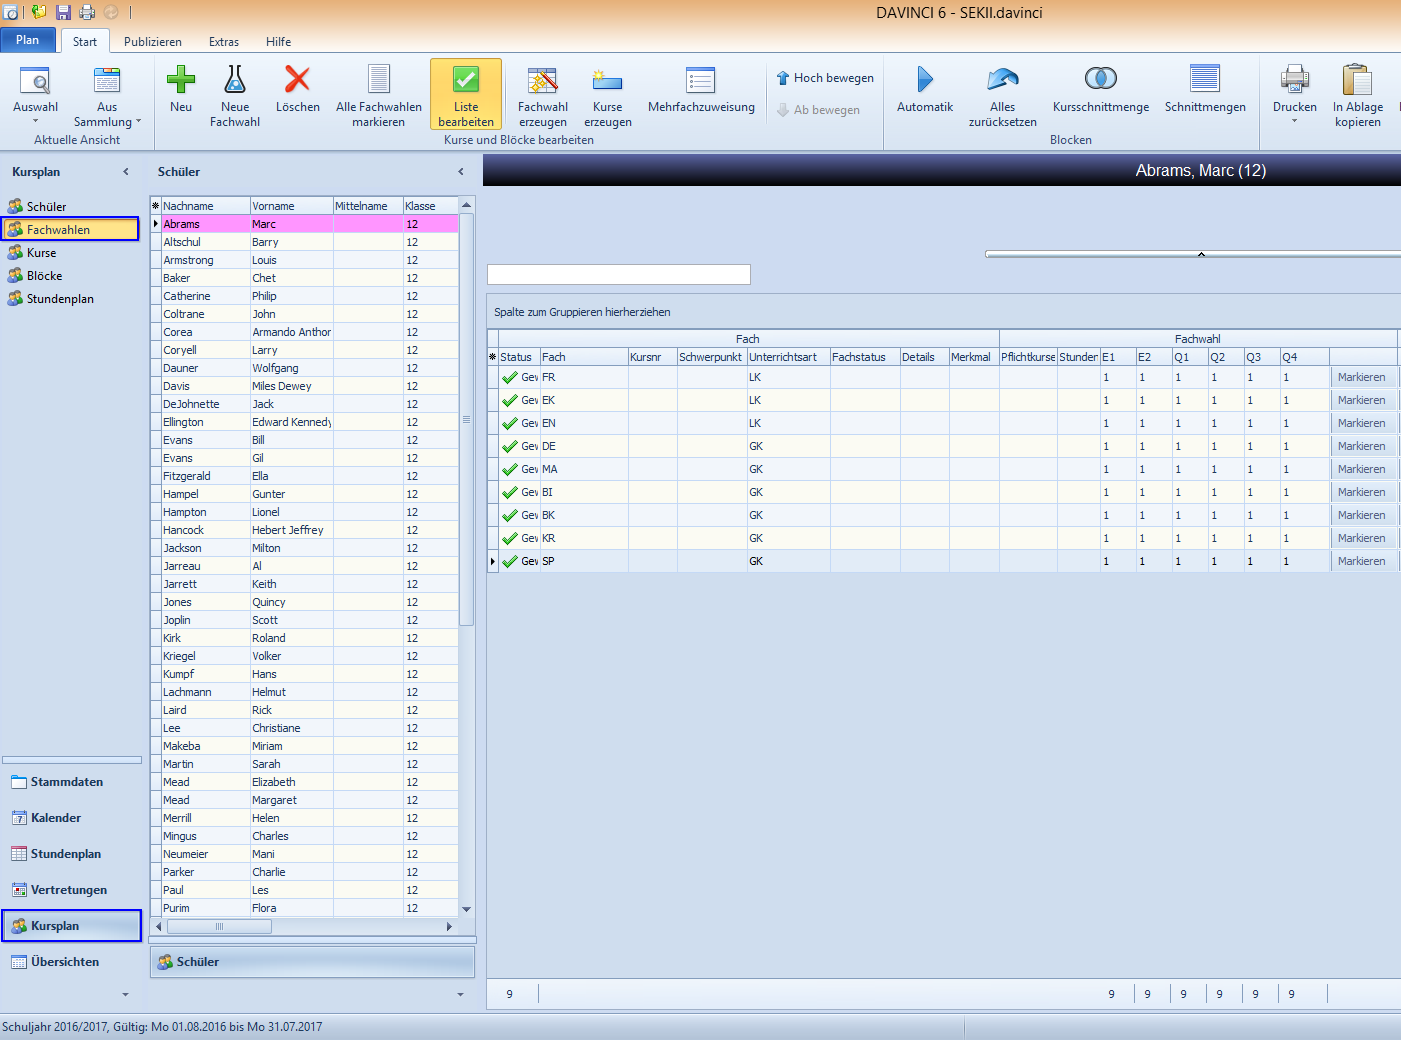 DAVINCI 6 - SEKII.davinci
Plan Start Publizieren Extras Hilfe
Auswahl Aus Sammlung Neu Neue Fachwahl Löschen Alle Fachwahlen markieren Liste bearbeiten Fachwahl erzeugen Kurse erzeugen Mehrfachzuweisung Hoch bewegen Ab bewegen Automatik Alles zurücksetzen Kursschnittmenge Schnittmengen Drucken In Ablage kopieren
Aktuelle Ansicht Kurse und Blöcke bearbeiten Blocken
Kursplan
Schüler
Fachwahlen
Kurse
Blöcke
Stundenplan
Stammdaten
Kalender
Stundenplan
Vertretungen
Kursplan
Übersichten
Schüler
Nachname Vorname Mittelname Klasse
Abrams Marc 12
Altschul Barry 12
Armstrong Louis 12
Baker Chet 12
Catherine Philip 12
Coltrane John 12
Corea Armando Anthor 12
Coryell Larry 12
Dauner Wolfgang 12
Davis Miles Dewey 12
DeJohnette Jack 12
Ellington Edward Kennedy 12
Evans Bill 12
Evans Gil 12
Fitzgerald Ella 12
Hampel Gunter 12
Hampton Lionel 12
Hancock Hebert Jeffrey 12
Jackson Milton 12
Jarreau Al 12
Jarrett Keith 12
Jones Quincy 12
Joplin Scott 12
Kirk Roland 12
Kriegel Volker 12
Kumpf Hans 12
Lachmann Helmut 12
Laird Rick 12
Lee Christiane 12
Makeba Miriam 12
Martin Sarah 12
Mead Elizabeth 12
Mead Margaret 12
Merrill Helen 12
Mingus Charles 12
Neumeier Mani 12
Parker Charlie 12
Paul Les 12
Purim Flora 12
Schüler
Abrams, Marc (12)
Spalte zum Gruppieren hierherziehen
Fach Fachwahl
Status Fach Kursnr Schwerpunkt Unterrichtsart Fachstatus Details Merkmal Pflichtkurse Stunden E1 E2 Q1 Q2 Q3 Q4
Gew FR LK 1 1 1 1 1 1 Markieren
Gew EK LK 1 1 1 1 1 1 Markieren
Gew EN LK 1 1 1 1 1 1 Markieren
Gew DE GK 1 1 1 1 1 1 Markieren
Gew MA GK 1 1 1 1 1 1 Markieren
Gew BI GK 1 1 1 1 1 1 Markieren
Gew BK GK 1 1 1 1 1 1 Markieren
Gew KR GK 1 1 1 1 1 1 Markieren
Gew SP GK 1 1 1 1 1 1 Markieren
9 9 9 9 9 9 9
Schuljahr 2016/2017, Gültig: Mo 01.08.2016 bis Mo 31.07.2017